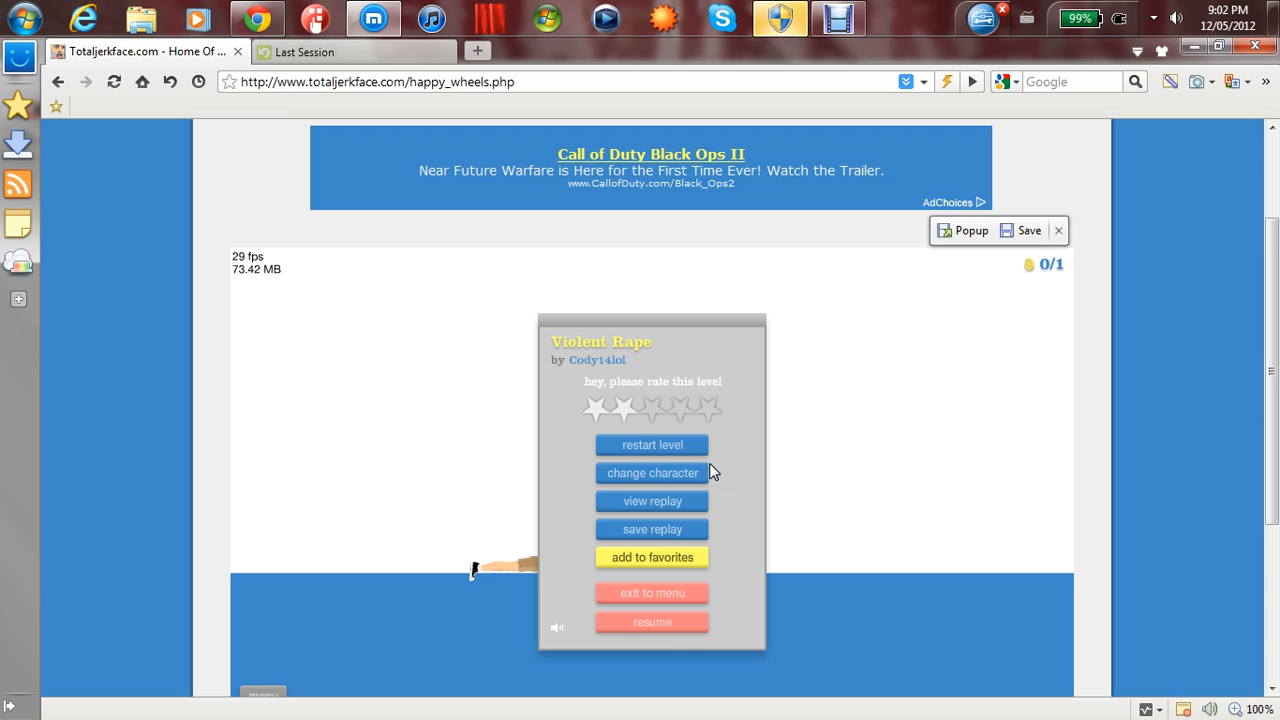 99%
9:02 PM
12/05/2012
Totaljerkface.com - Home Of ...
Last Session
http://www.totaljerkface.com/happy_wheels.php
Google
Call of Duty Black Ops II
Near Future Warfare is Here for the First Time Ever! Watch the Trailer.
www.CallofDuty.com/Black_Ops2
AdChoices
Popup
Save
29 fps
73.42 MB
0/1
Violent Rape
by Cody14lol
hey, please rate this level
restart level
change character
view replay
save replay
add to favorites
exit to menu
resume
menu
100%